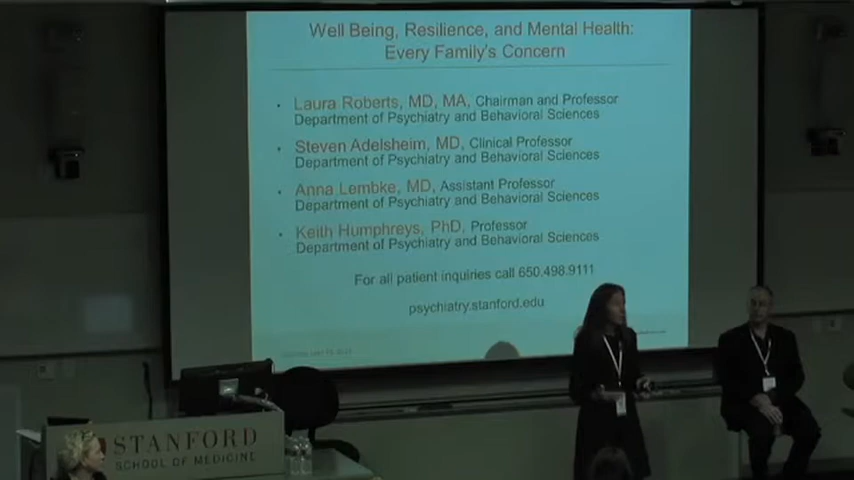 Well Being, Resilience, and Mental Health:
Every Family's Concern
• Laura Roberts, MD, MA, Chairman and Professor
Department of Psychiatry and Behavioral Sciences
• Steven Adelsheim, MD, Clinical Professor
Department of Psychiatry and Behavioral Sciences
• Anna Lembke, MD, Assistant Professor
Department of Psychiatry and Behavioral Sciences
• Keith Humphreys, PhD, Professor
Department of Psychiatry and Behavioral Sciences
For all patient inquiries call 650.498.9111
psychiatry.stanford.edu
STANFORD
SCHOOL OF MEDICINE